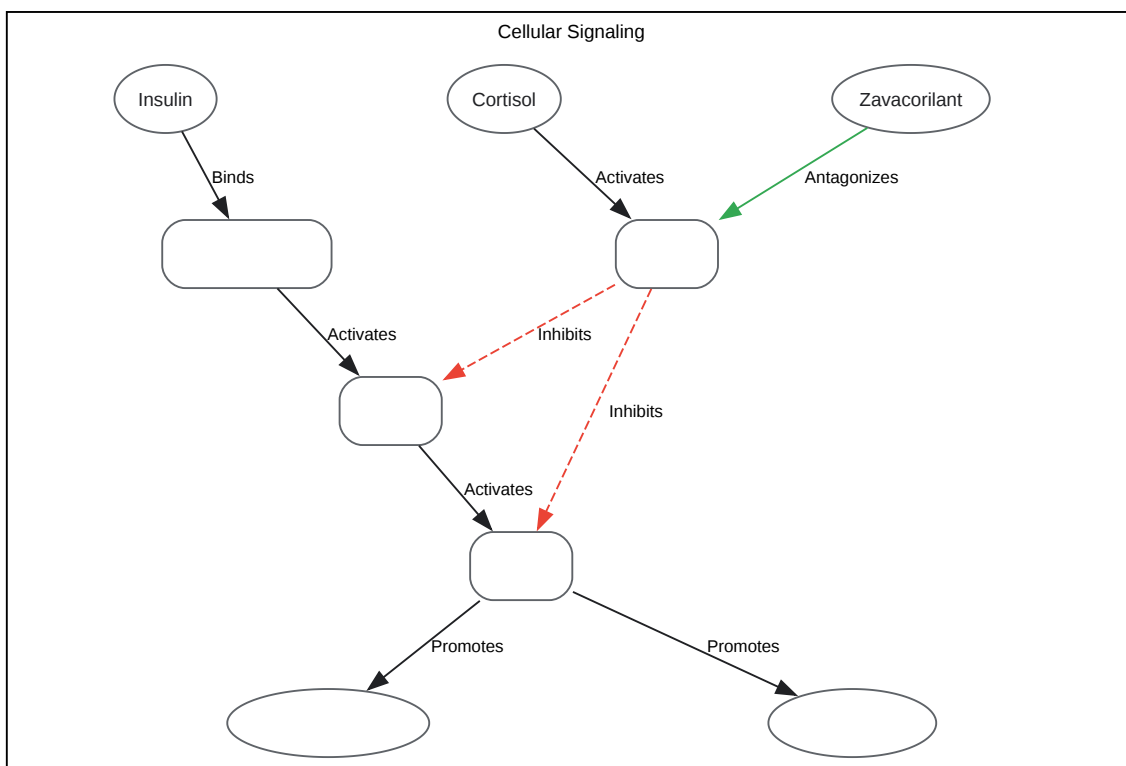 Cellular Signaling
Insulin
Cortisol
Zavacorilant
Binds
Activates
Antagonizes
Activates
Inhibits
Inhibits
Activates
Promotes
Promotes